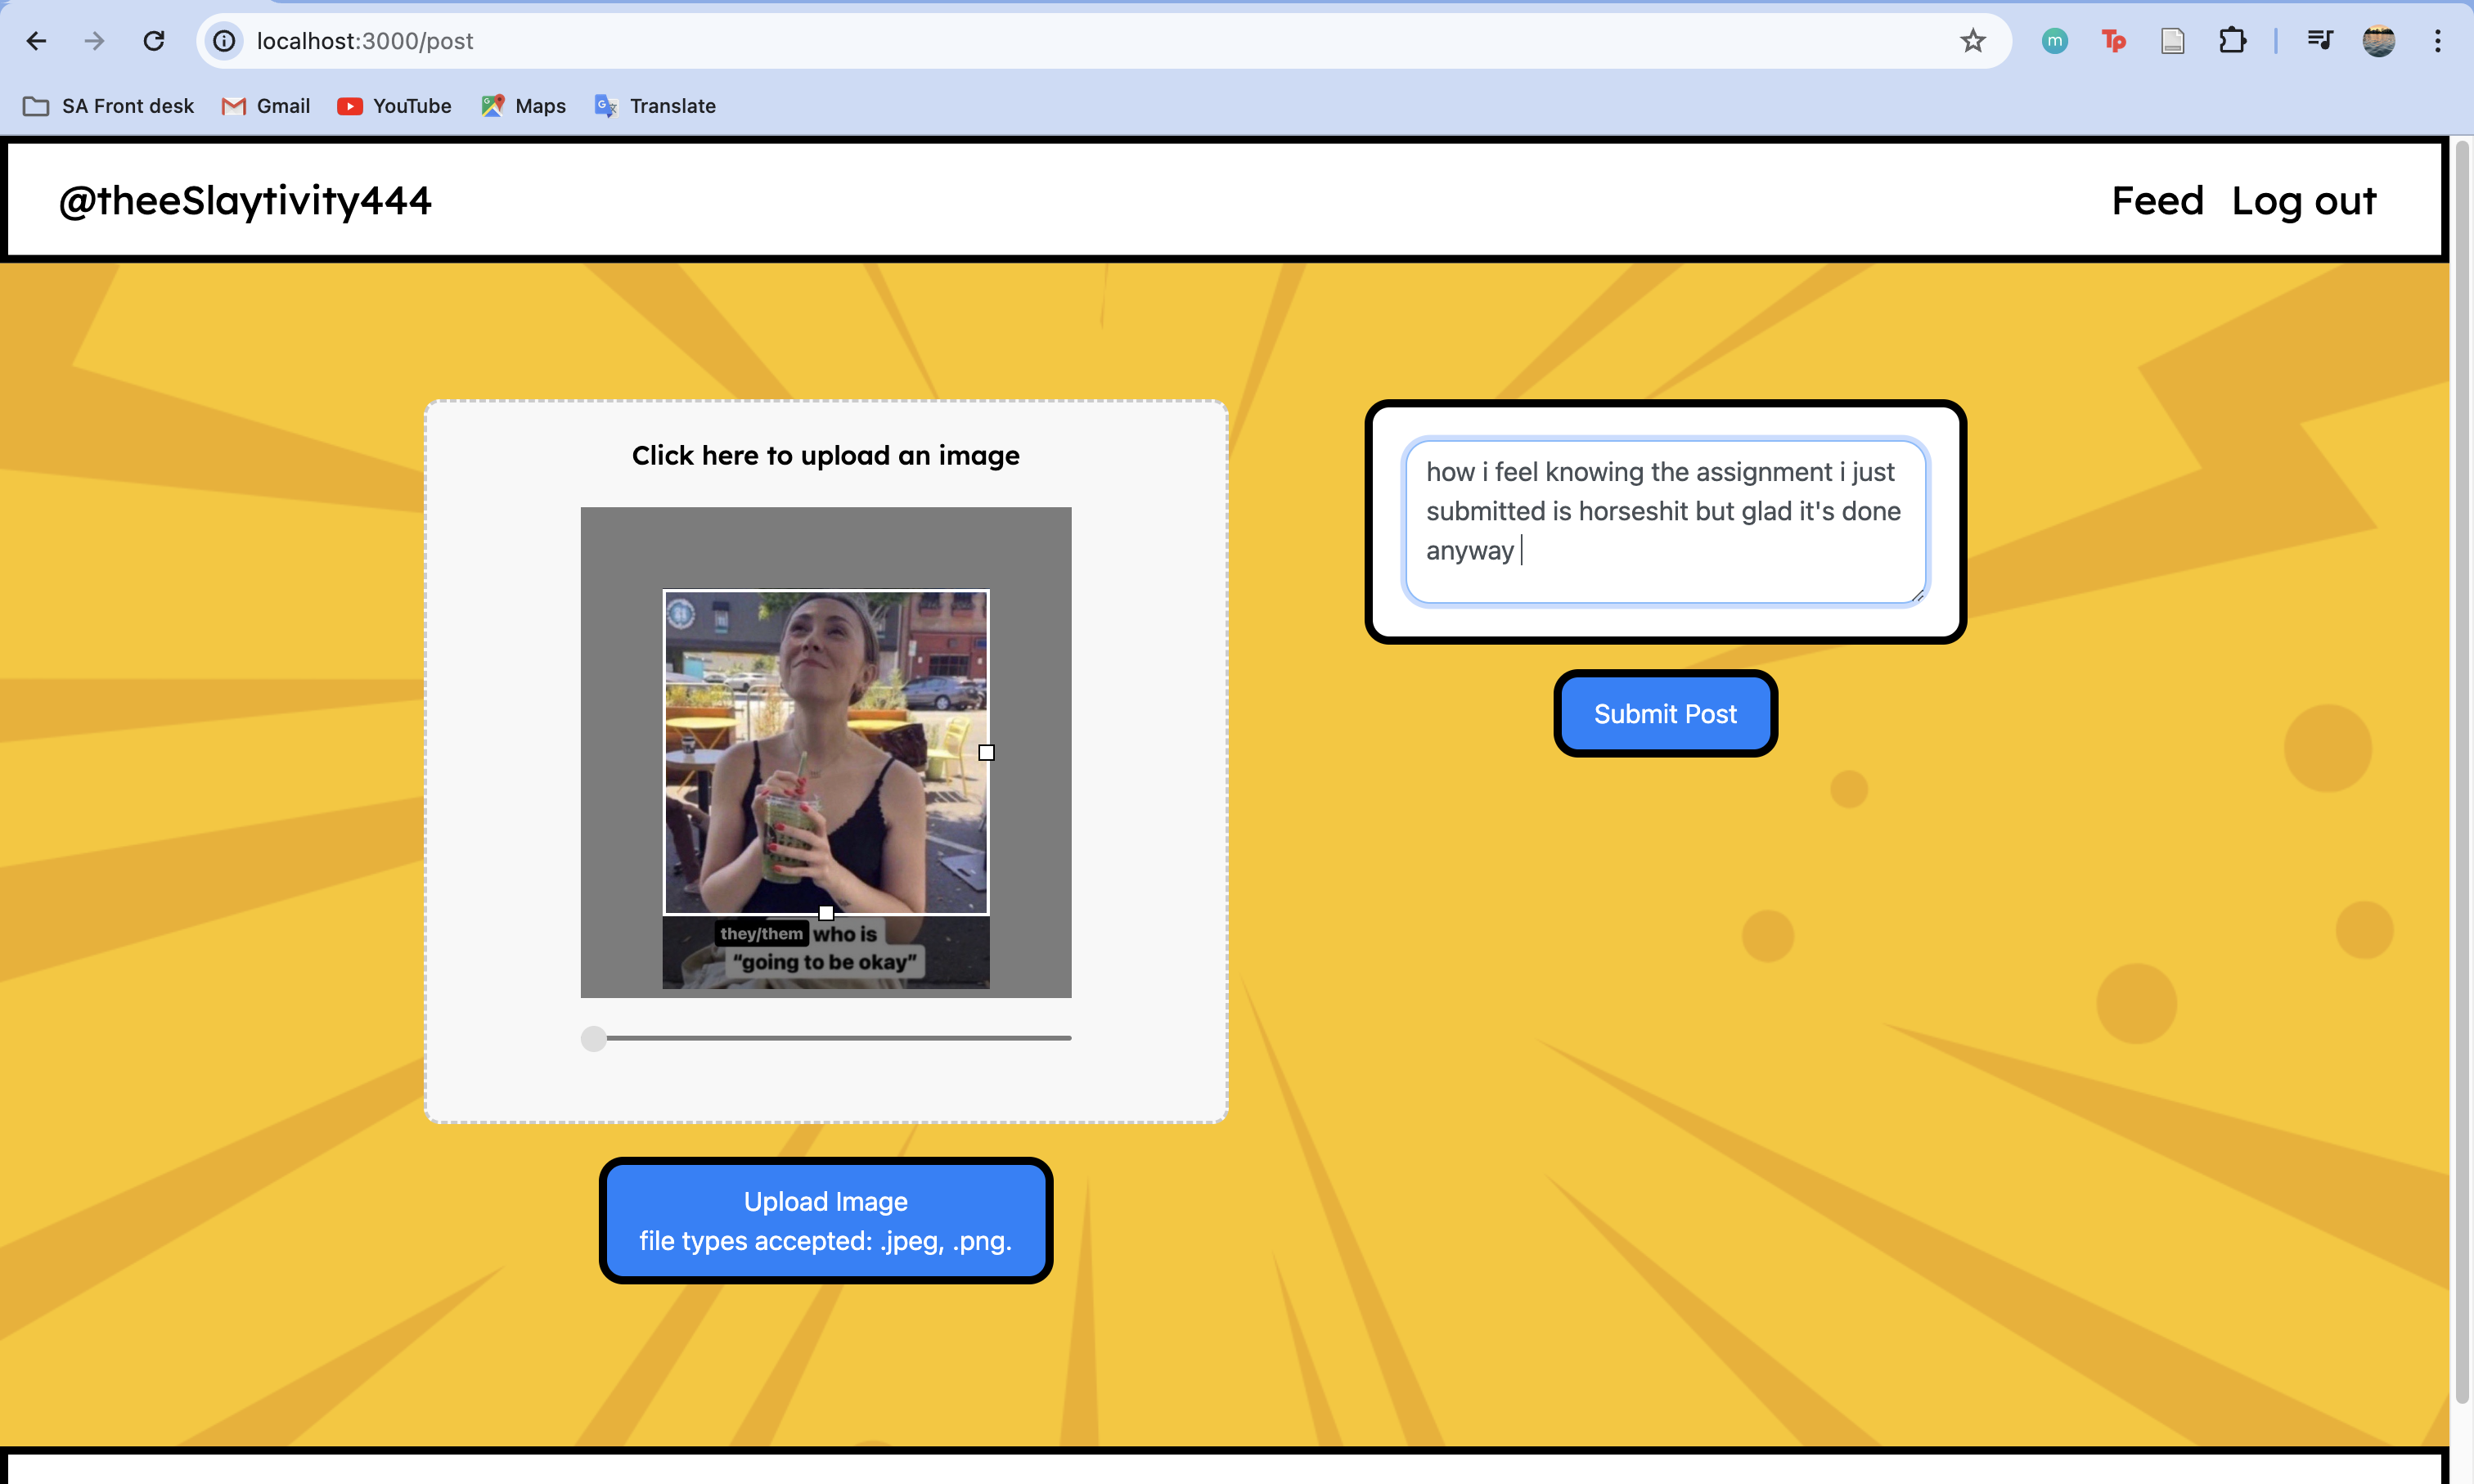 localhost:3000/post
m
Tp
SA Front desk
Gmail
YouTube
Maps
Translate
@theeSlaytivity444
Feed
Log out
Click here to upload an image
they/them who is
“going to be okay”
how i feel knowing the assignment i just
submitted is horseshit but glad it's done
anyway
Submit Post
Upload Image
file types accepted: .jpeg, .png.